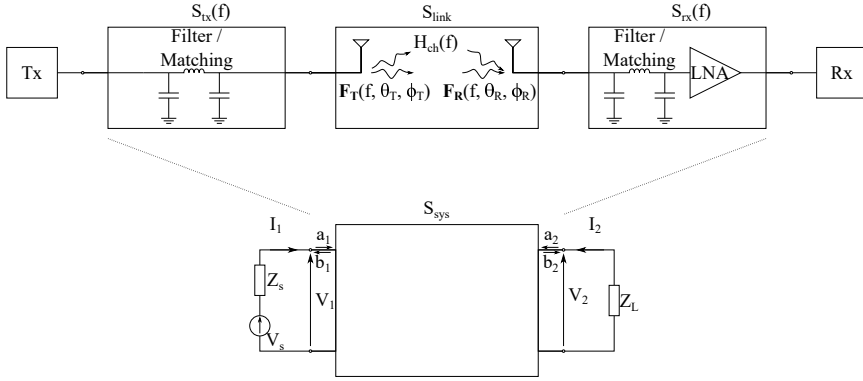 S_tx(f)
S_link
S_rx(f)
Filter /
Matching
H_ch(f)
Filter /
Matching
Tx
LNA
Rx
F_T(f, θ_T, ϕ_T)
F_R(f, θ_R, ϕ_R)
S_sys
I_1
a_1
a_2
I_2
b_1
b_2
Z_s
V_1
V_2
Z_L
V_s